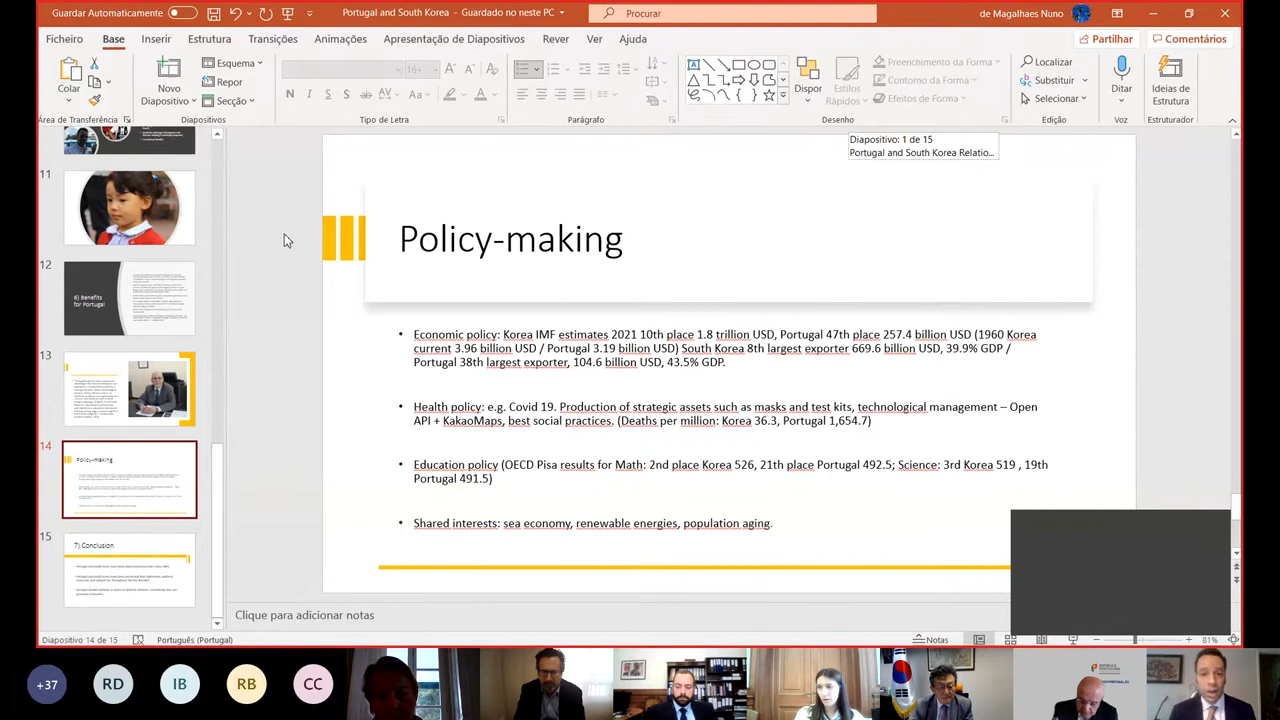 Guardar Automaticamente
Portugal and South Korea - Guardado no neste PC
Procurar
de Magalhaes Nuno
Ficheiro Base Inserir Estrutura Transições Animações Apresentação de Diapositivos Rever Ver Ajuda
Partilhar Comentários
Colar
Novo
Diapositivo
Esquema
Repor
Secção
N I S
Aa
A
Dispor
Estilos
Rápidos
Preenchimento da Forma
Contorno da Forma
Efeitos de Forma
Localizar
Substituir
Selecionar
Ditar
Ideias de
Estrutura
Área de Transferência Diapositivos Tipo de Letra Parágrafo Desenho Edição Voz Estruturador
Diapositivo: 1 de 15
Portugal and South Korea Relatio...
11
12
6) Benefits
for Portugal
13
14
Policy-making
15
7) Conclusion
Policy-making
• Economic policy: Korea IMF estimates 2021 10th place 1.8 trillion USD, Portugal 47th place 257.4 billion USD (1960 Korea
current 3.96 billion USD / Portugal 3.19 billion USD) South Korea 8th largest exporter 669.6 billion USD, 39.9% GDP /
Portugal 38th largest exporter, 104.6 billion USD, 43.5% GDP.
• Health policy: e.g. Covid 19. Production of strategic assets such as masks and test kits, technological management – Open
API + KakaoMaps, best social practices. (Deaths per million: Korea 36.3, Portugal 1,654.7)
• Education policy (OECD Pisa results for Math: 2nd place Korea 526, 21th place Portugal 492.5; Science: 3rd Korea 519 , 19th
Portugal 491.5)
• Shared interests: sea economy, renewable energies, population aging.
Clique para adicionar notas
Diapositivo 14 de 15 Português (Portugal)
Notas
81%
+37 RD IB RB CC